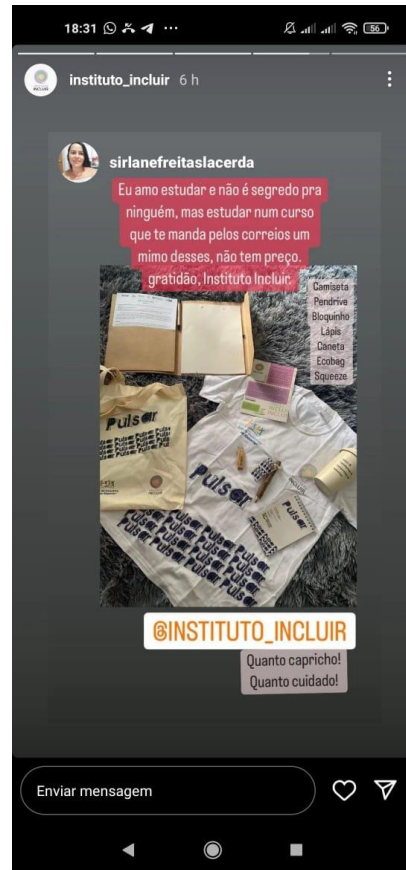 18:31
56
instituto_incluir 6 h
sirlanefreitaslacerda
Eu amo estudar e não é segredo pra
ninguém, mas estudar num curso
que te manda pelos correios um
mimo desses, não tem preço.
gratidão, Instituto Incluir.
Camiseta
Pendrive
Bloquinho
Lápis
Caneta
Ecobag
Squeeze
Pulsar
Pulsar
Pulsar
Pulsar
@INSTITUTO_INCLUIR
Quanto capricho!
Quanto cuidado!
Enviar mensagem